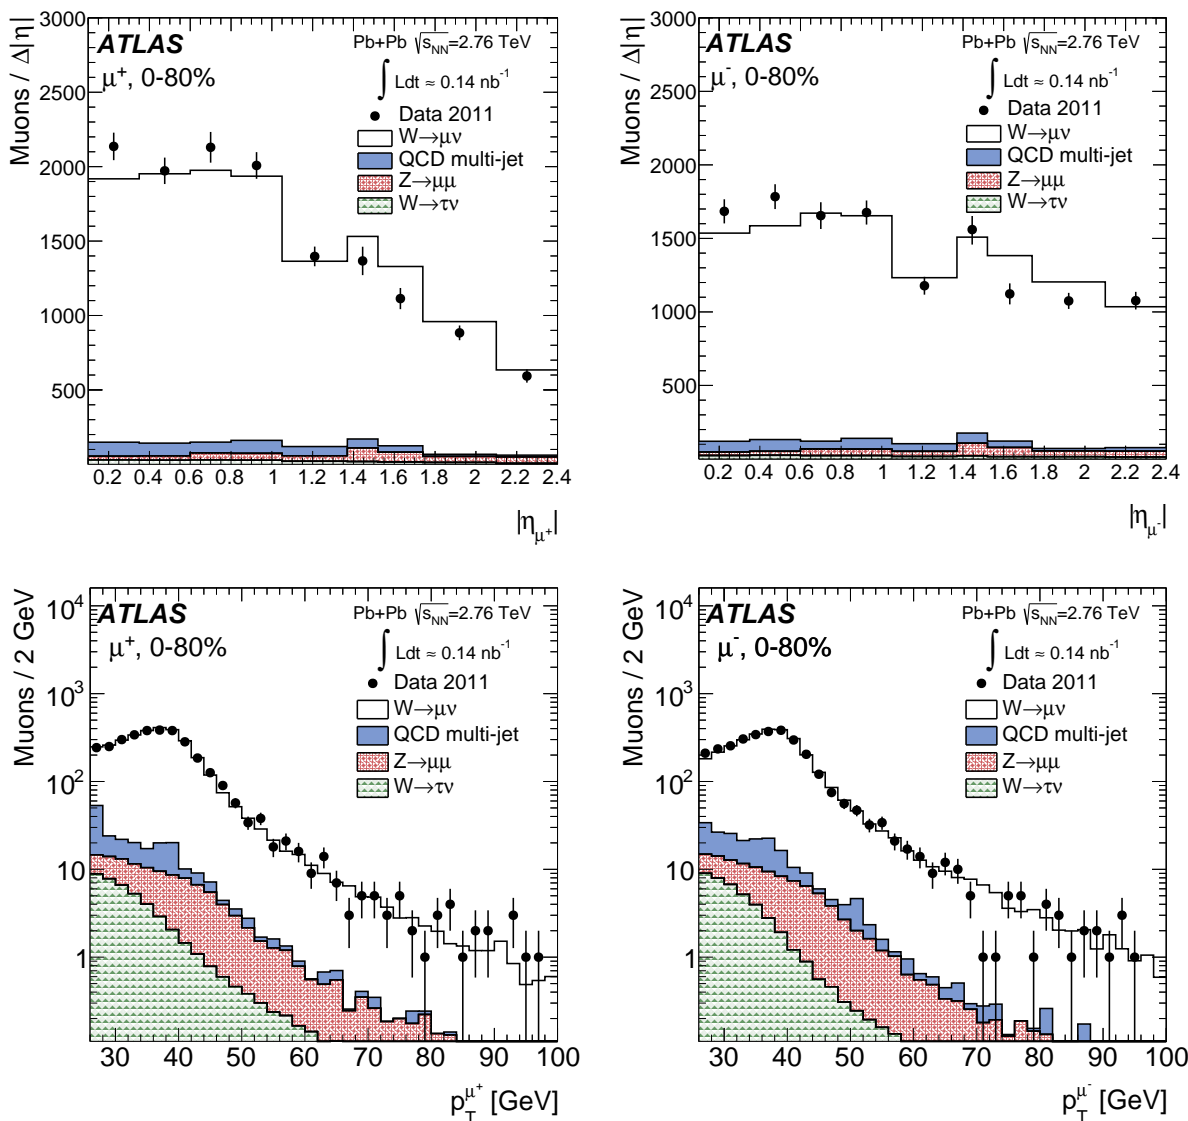 Muons / Δ|η|
3000
2500
2000
1500
1000
500
ATLAS
μ⁺, 0-80%
Pb+Pb √sNN=2.76 TeV
∫ Ldt ≈ 0.14 nb⁻¹
Data 2011
W→μν
QCD multi-jet
Z→μμ
W→τν
0.2 0.4 0.6 0.8 1 1.2 1.4 1.6 1.8 2 2.2 2.4
|ημ⁺|
Muons / Δ|η|
3000
2500
2000
1500
1000
500
ATLAS
μ⁻, 0-80%
Pb+Pb √sNN=2.76 TeV
∫ Ldt ≈ 0.14 nb⁻¹
Data 2011
W→μν
QCD multi-jet
Z→μμ
W→τν
0.2 0.4 0.6 0.8 1 1.2 1.4 1.6 1.8 2 2.2 2.4
|ημ⁻|
Muons / 2 GeV
10⁴
10³
10²
10
1
ATLAS
μ⁺, 0-80%
Pb+Pb √sNN=2.76 TeV
∫ Ldt ≈ 0.14 nb⁻¹
Data 2011
W→μν
QCD multi-jet
Z→μμ
W→τν
30 40 50 60 70 80 90 100
pTμ⁺ [GeV]
Muons / 2 GeV
10⁴
10³
10²
10
1
ATLAS
μ⁻, 0-80%
Pb+Pb √sNN=2.76 TeV
∫ Ldt ≈ 0.14 nb⁻¹
Data 2011
W→μν
QCD multi-jet
Z→μμ
W→τν
30 40 50 60 70 80 90 100
pTμ⁻ [GeV]